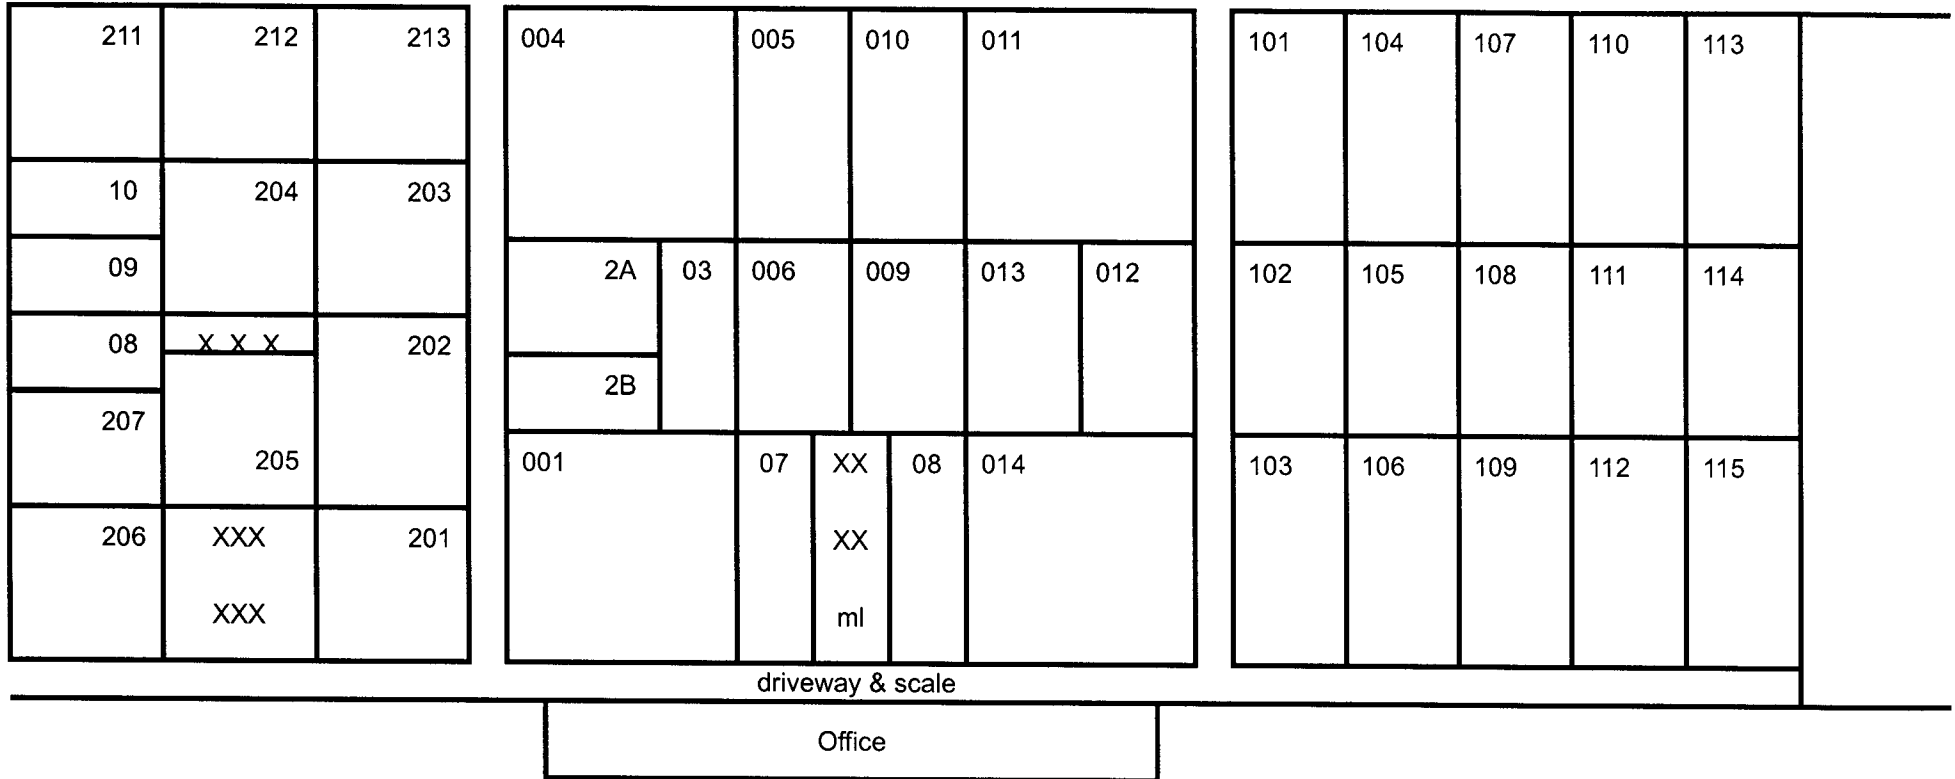 211 212 213
10 204 203
09
08 X X X 202
207
205
206 XXX 201
XXX
004 005 010 011
2A 03 006 009 013 012
2B
001 07 XX 08 014
XX
ml
101 104 107 110 113
102 105 108 111 114
103 106 109 112 115
driveway & scale
Office